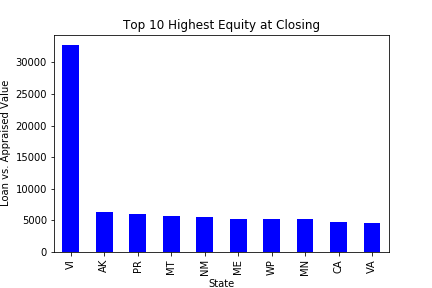 Top 10 Highest Equity at Closing
Loan vs. Appraised Value
30000
25000
20000
15000
10000
5000
0
VI AK PR MT NM ME WP MN CA VA
State